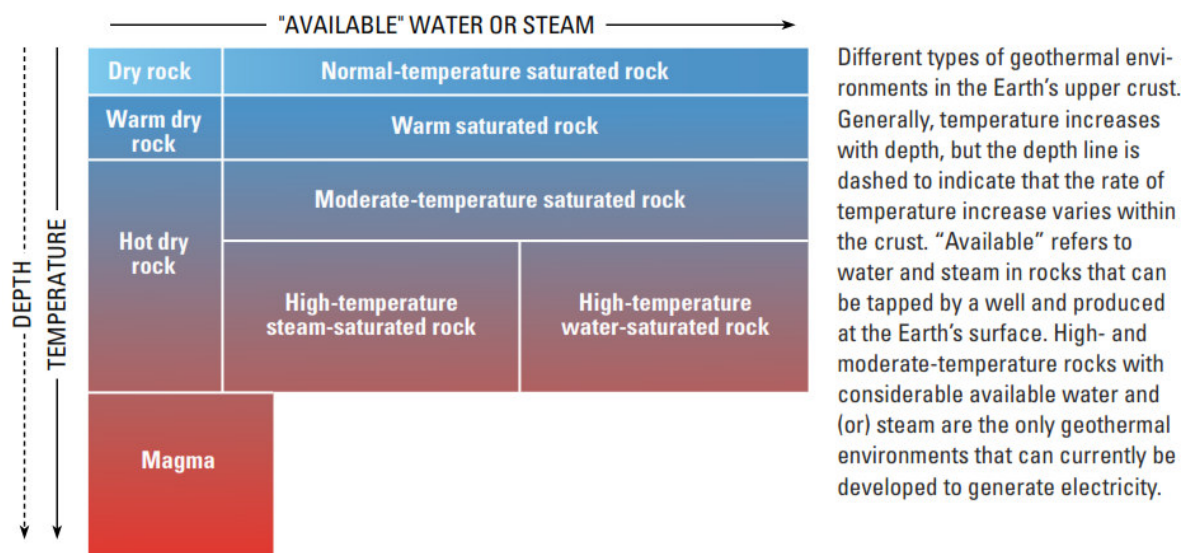 "AVAILABLE" WATER OR STEAM
DEPTH
TEMPERATURE
Dry rock
Normal-temperature saturated rock
Warm dry
rock
Warm saturated rock
Hot dry
rock
Moderate-temperature saturated rock
High-temperature
steam-saturated rock
High-temperature
water-saturated rock
Magma
Different types of geothermal envi-
ronments in the Earth’s upper crust.
Generally, temperature increases
with depth, but the depth line is
dashed to indicate that the rate of
temperature increase varies within
the crust. “Available” refers to
water and steam in rocks that can
be tapped by a well and produced
at the Earth’s surface. High- and
moderate-temperature rocks with
considerable available water and
(or) steam are the only geothermal
environments that can currently be
developed to generate electricity.